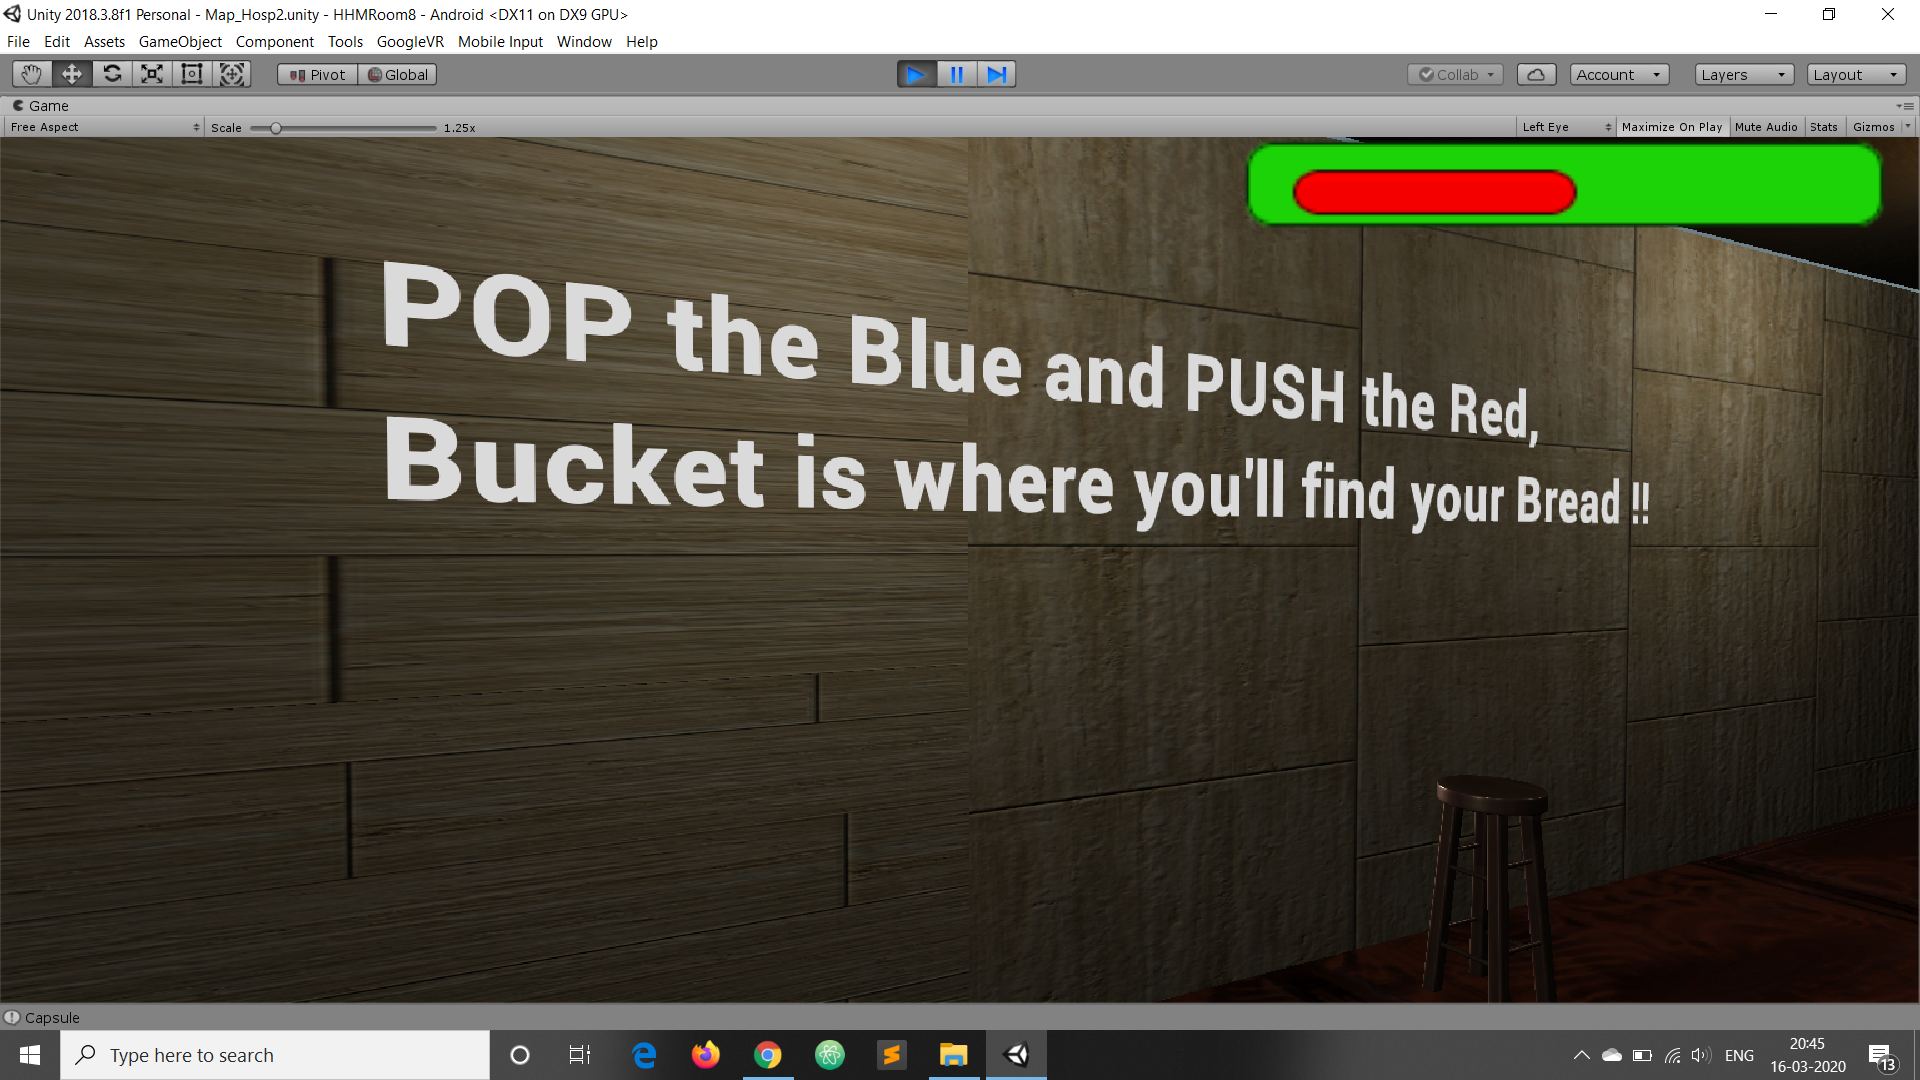 Unity 2018.3.8f1 Personal - Map_Hosp2.unity - HHMRoom8 - Android <DX11 on DX9 GPU>
File Edit Assets GameObject Component Tools GoogleVR Mobile Input Window Help
Pivot Global Collab Account Layers Layout
Game
Free Aspect Scale 1.25x Left Eye Maximize On Play Mute Audio Stats Gizmos
POP the Blue and PUSH the Red,
Bucket is where you'll find your Bread !!
Capsule
Type here to search
ENG
20:45
16-03-2020
13